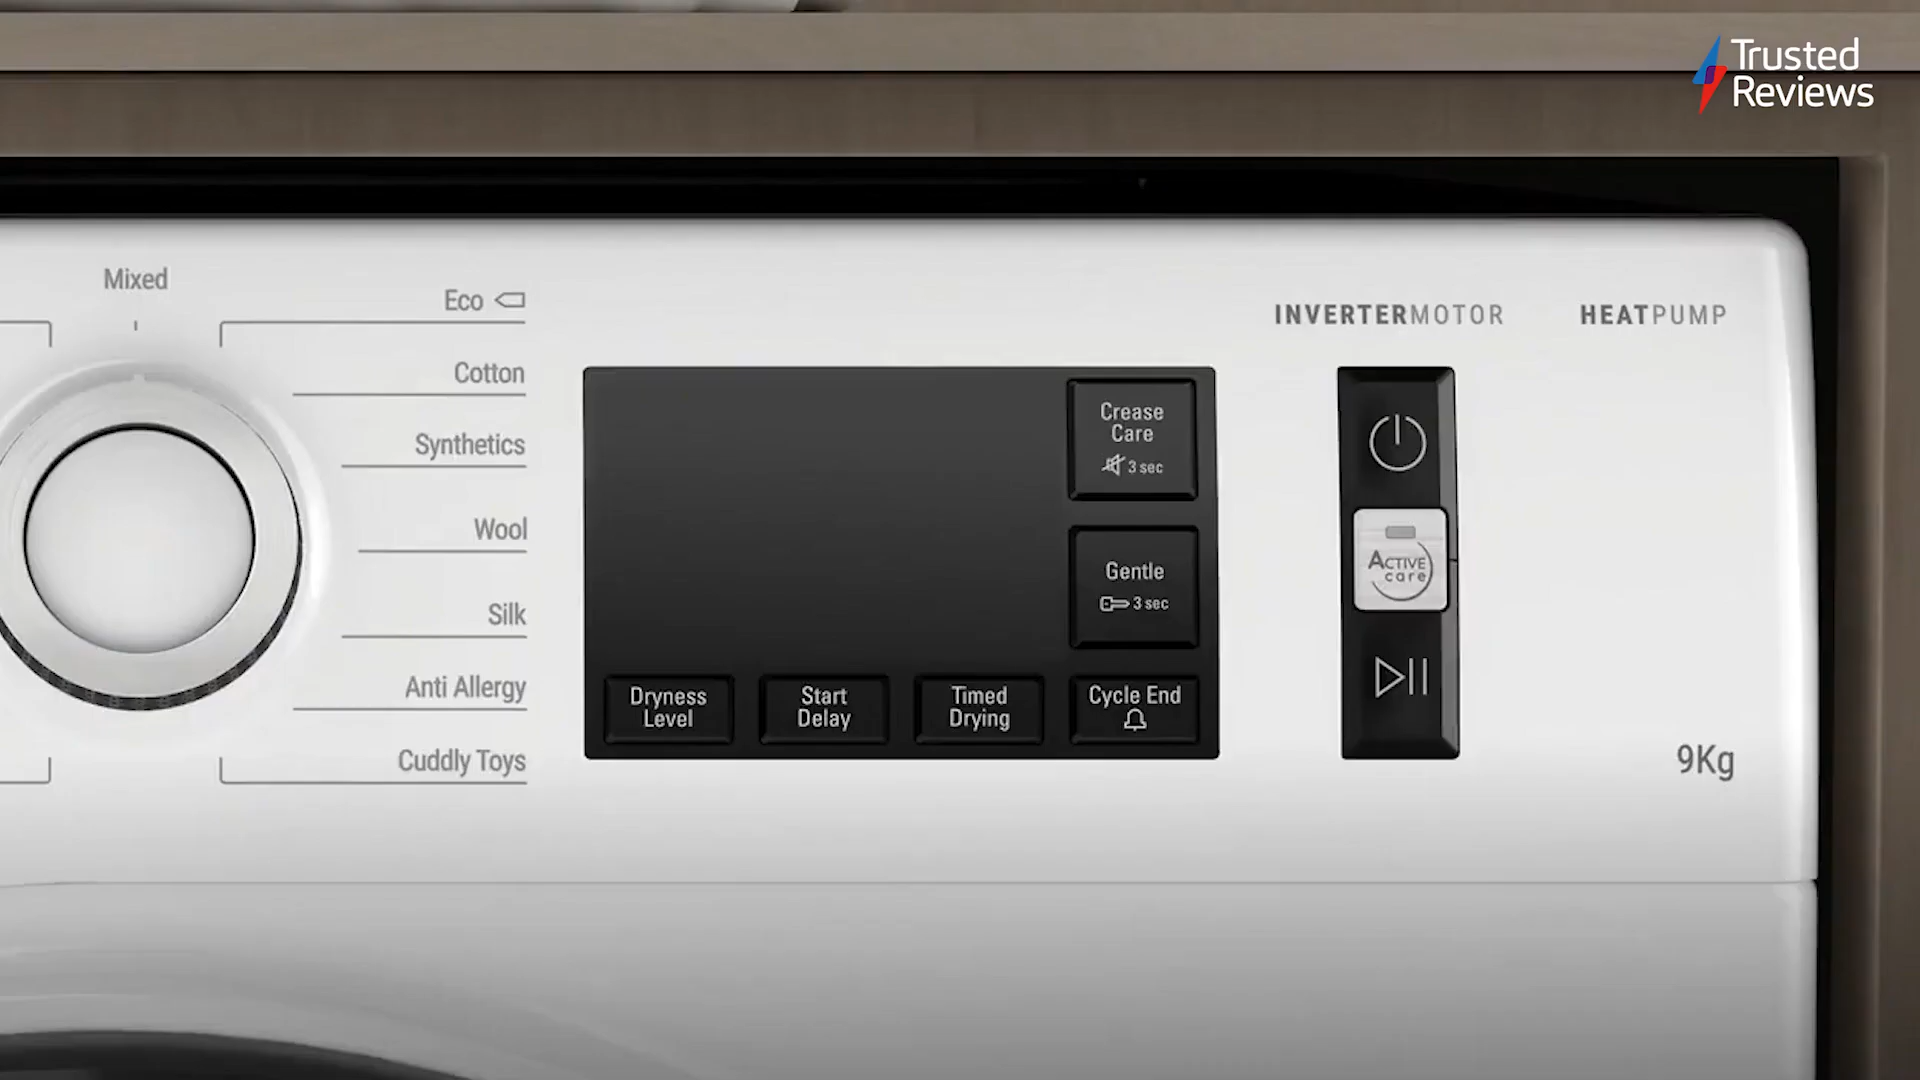 Trusted
Reviews
Mixed
Eco
Cotton
Synthetics
Wool
Silk
Anti Allergy
Cuddly Toys
Crease
Care
3 sec
Gentle
3 sec
Dryness
Level
Start
Delay
Timed
Drying
Cycle End
INVERTERMOTOR
HEATPUMP
ACTIVE
care
9Kg